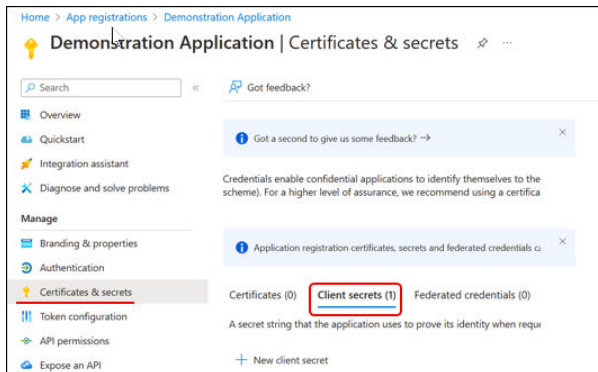 Home > App registrations > Demonstration Application
Demonstration Application | Certificates & secrets
Search
Got feedback?
Overview
Quickstart
Got a second to give us some feedback? →
Integration assistant
Diagnose and solve problems
Credentials enable confidential applications to identify themselves to the
scheme). For a higher level of assurance, we recommend using a certifica
Manage
Branding & properties
Application registration certificates, secrets and federated credentials
Authentication
Certificates & secrets
Certificates (0) Client secrets (1) Federated credentials (0)
Token configuration
A secret string that the application uses to prove its identity when reque
API permissions
New client secret
Expose an API